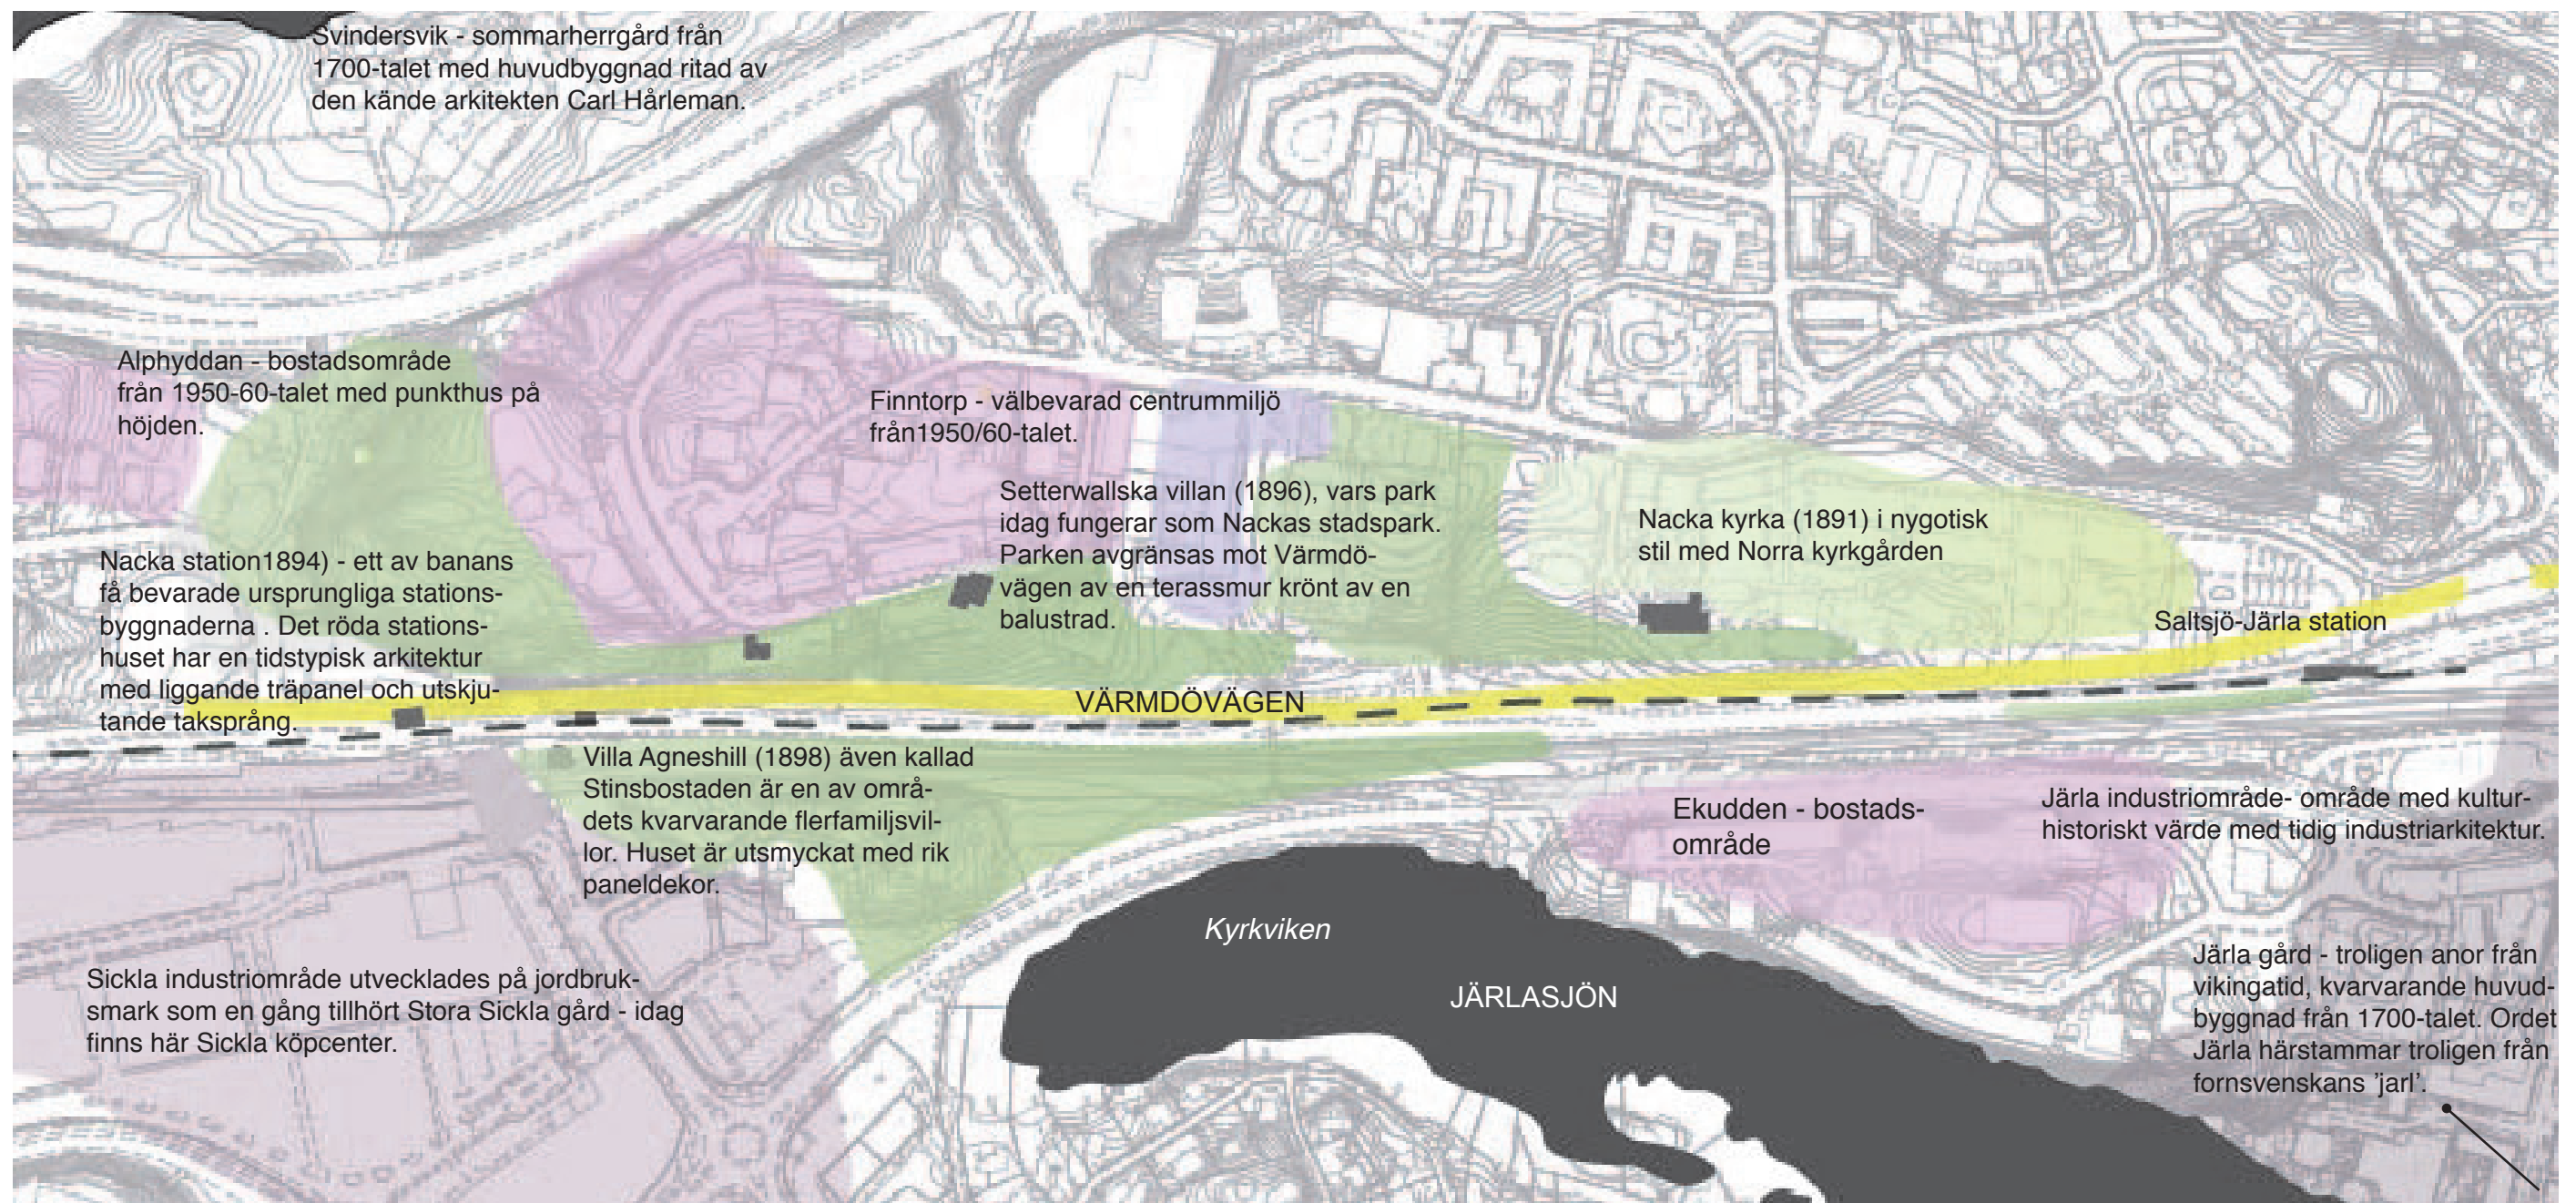 Svindersvik - sommarherrgård från
1700-talet med huvudbyggnad ritad av
den kände arkitekten Carl Hårleman.
Alphyddan - bostadsområde
från 1950-60-talet med punkthus på
höjden.
Finntorp - välbevarad centrummiljö
från1950/60-talet.
Setterwallska villan (1896), vars park
idag fungerar som Nackas stadspark.
Parken avgränsas mot Värmdö-
vägen av en terassmur krönt av en
balustrad.
Nacka kyrka (1891) i nygotisk
stil med Norra kyrkgården
Nacka station1894) - ett av banans
få bevarade ursprungliga stations-
byggnaderna . Det röda stations-
huset har en tidstypisk arkitektur
med liggande träpanel och utskju-
tande taksprång.
Saltsjö-Järla station
VÄRMDÖVÄGEN
Villa Agneshill (1898) även kallad
Stinsbostaden är en av områ-
dets kvarvarande flerfamiljsvil-
lor. Huset är utsmyckat med rik
paneldekor.
Ekudden - bostads-
område
Järla industriområde- område med kultur-
historiskt värde med tidig industriarkitektur.
Kyrkviken
JÄRLASJÖN
Sickla industriområde utvecklades på jordbruk-
smark som en gång tillhört Stora Sickla gård - idag
finns här Sickla köpcenter.
Järla gård - troligen anor från
vikingatid, kvarvarande huvud-
byggnad från 1700-talet. Ordet
Järla härstammar troligen från
fornsvenskans 'jarl'.